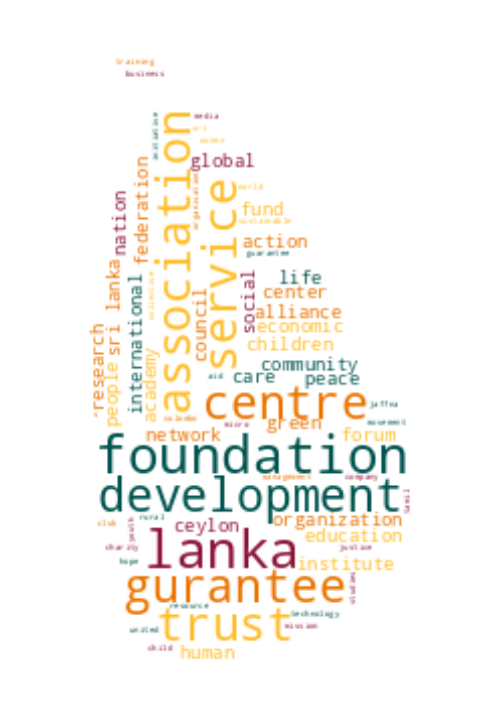 training
business
initiative
association
media
sri
women
global
federation
organisation
service
world
nation
fund
sustainable
action
guarantee
lanka
sri
international
life
center
social
council
alliance
economic
research
people
academy
children
community
aid
care
peace
centre
jaffna
colombo
micro
green
movement
network
forum
foundation
management
company
development
tamil
club
rural
youth
ceylon
organization
education
lanka
charity
justice
hope
institute
gurantee
studies
resource
trust
technology
united
mission
child
human